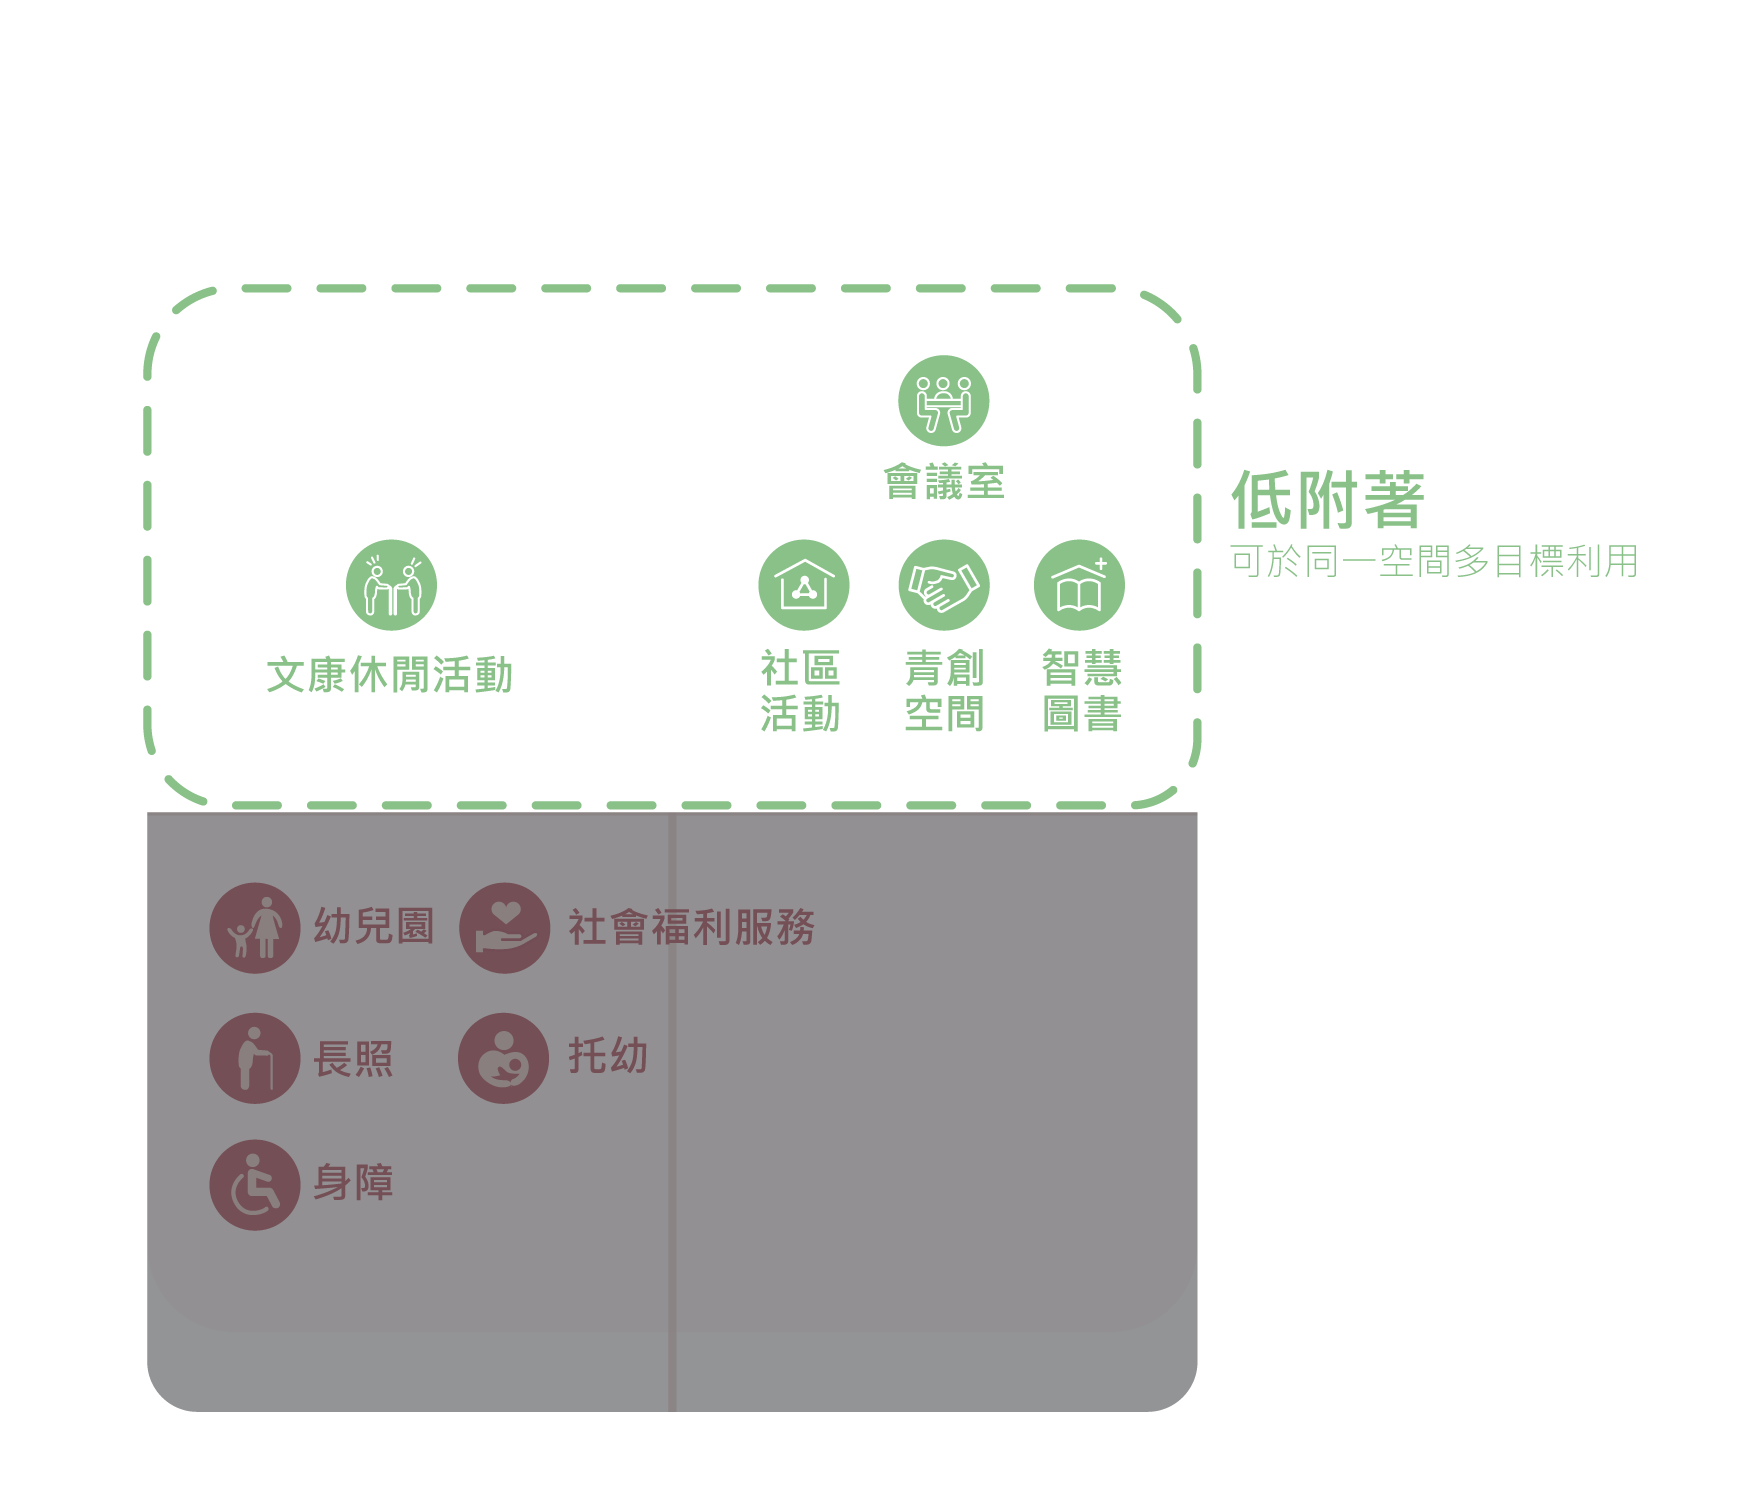 會議室
低附著
可於同一空間多目標利用
文康休閒活動
社區
活動
青創
空間
智慧
圖書
幼兒園
社會福利服務
長照
托幼
身障